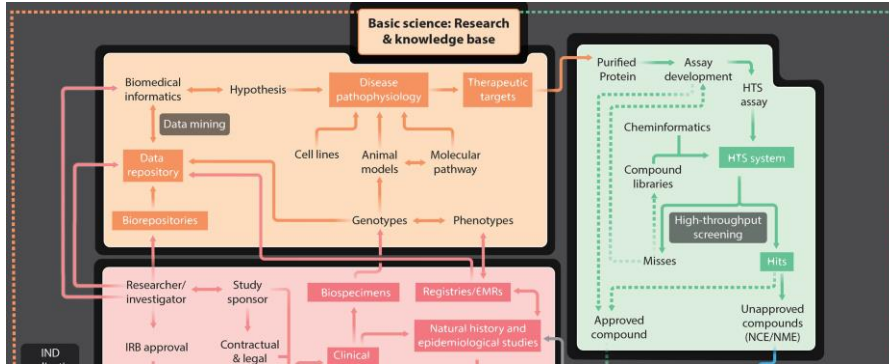 Basic science: Research
& knowledge base
Biomedical
informatics
Hypothesis
Disease
pathophysiology
Therapeutic
targets
Data mining
Cell lines
Animal
models
Molecular
pathway
Data
repository
Biorepositories
Genotypes
Phenotypes
Purified
Protein
Assay
development
HTS
assay
Cheminformatics
HTS system
Compound
libraries
High-throughput
screening
Misses
Hits
Approved
compound
Unapproved
compounds
(NCE/NME)
Researcher/
investigator
Study
sponsor
Biospecimens
Registries/EMRs
Natural history and
epidemiological studies
IRB approval
Contractual
& legal
Clinical
IND